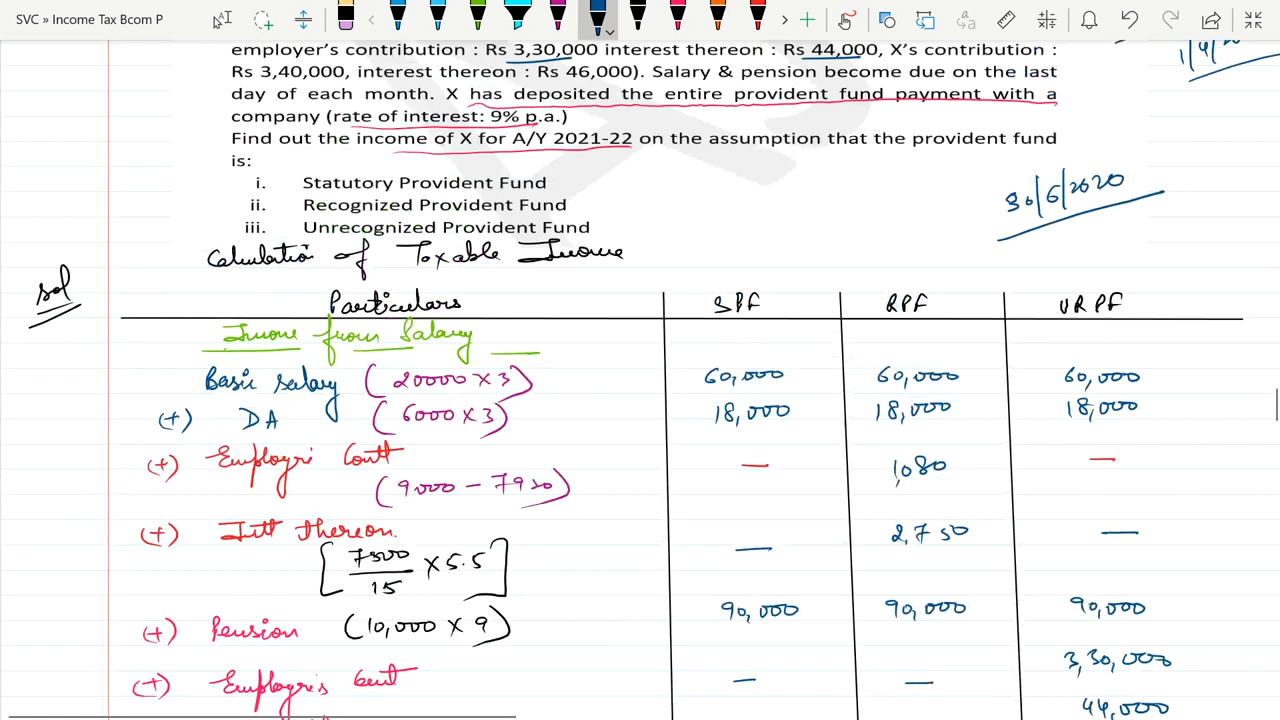 SVC » Income Tax Bcom P
employer's contribution : Rs 3,30,000 interest thereon : Rs 44,000, X's contribution :
Rs 3,40,000, interest thereon : Rs 46,000). Salary & pension become due on the last
day of each month. X has deposited the entire provident fund payment with a
company (rate of interest: 9% p.a.)
Find out the income of X for A/Y 2021-22 on the assumption that the provident fund
is:
i. Statutory Provident Fund
ii. Recognized Provident Fund
iii. Unrecognized Provident Fund
30/6/2020
Calculation of Taxable Income
Sol
Particulars SPF RPF URPF
Income from Salary
Basic Salary (20000 × 3) 60,000 60,000 60,000
(+) DA (6000 × 3) 18,000 18,000 18,000
(+) Employer's Contt — 1,080 —
(9000 - 7920)
(+) Intt thereon. — 2,750 —
[7500/15 × 5.5]
(+) Pension (10,000 × 9) 90,000 90,000 90,000
(+) Employer's Cont — — 3,30,000
44,000